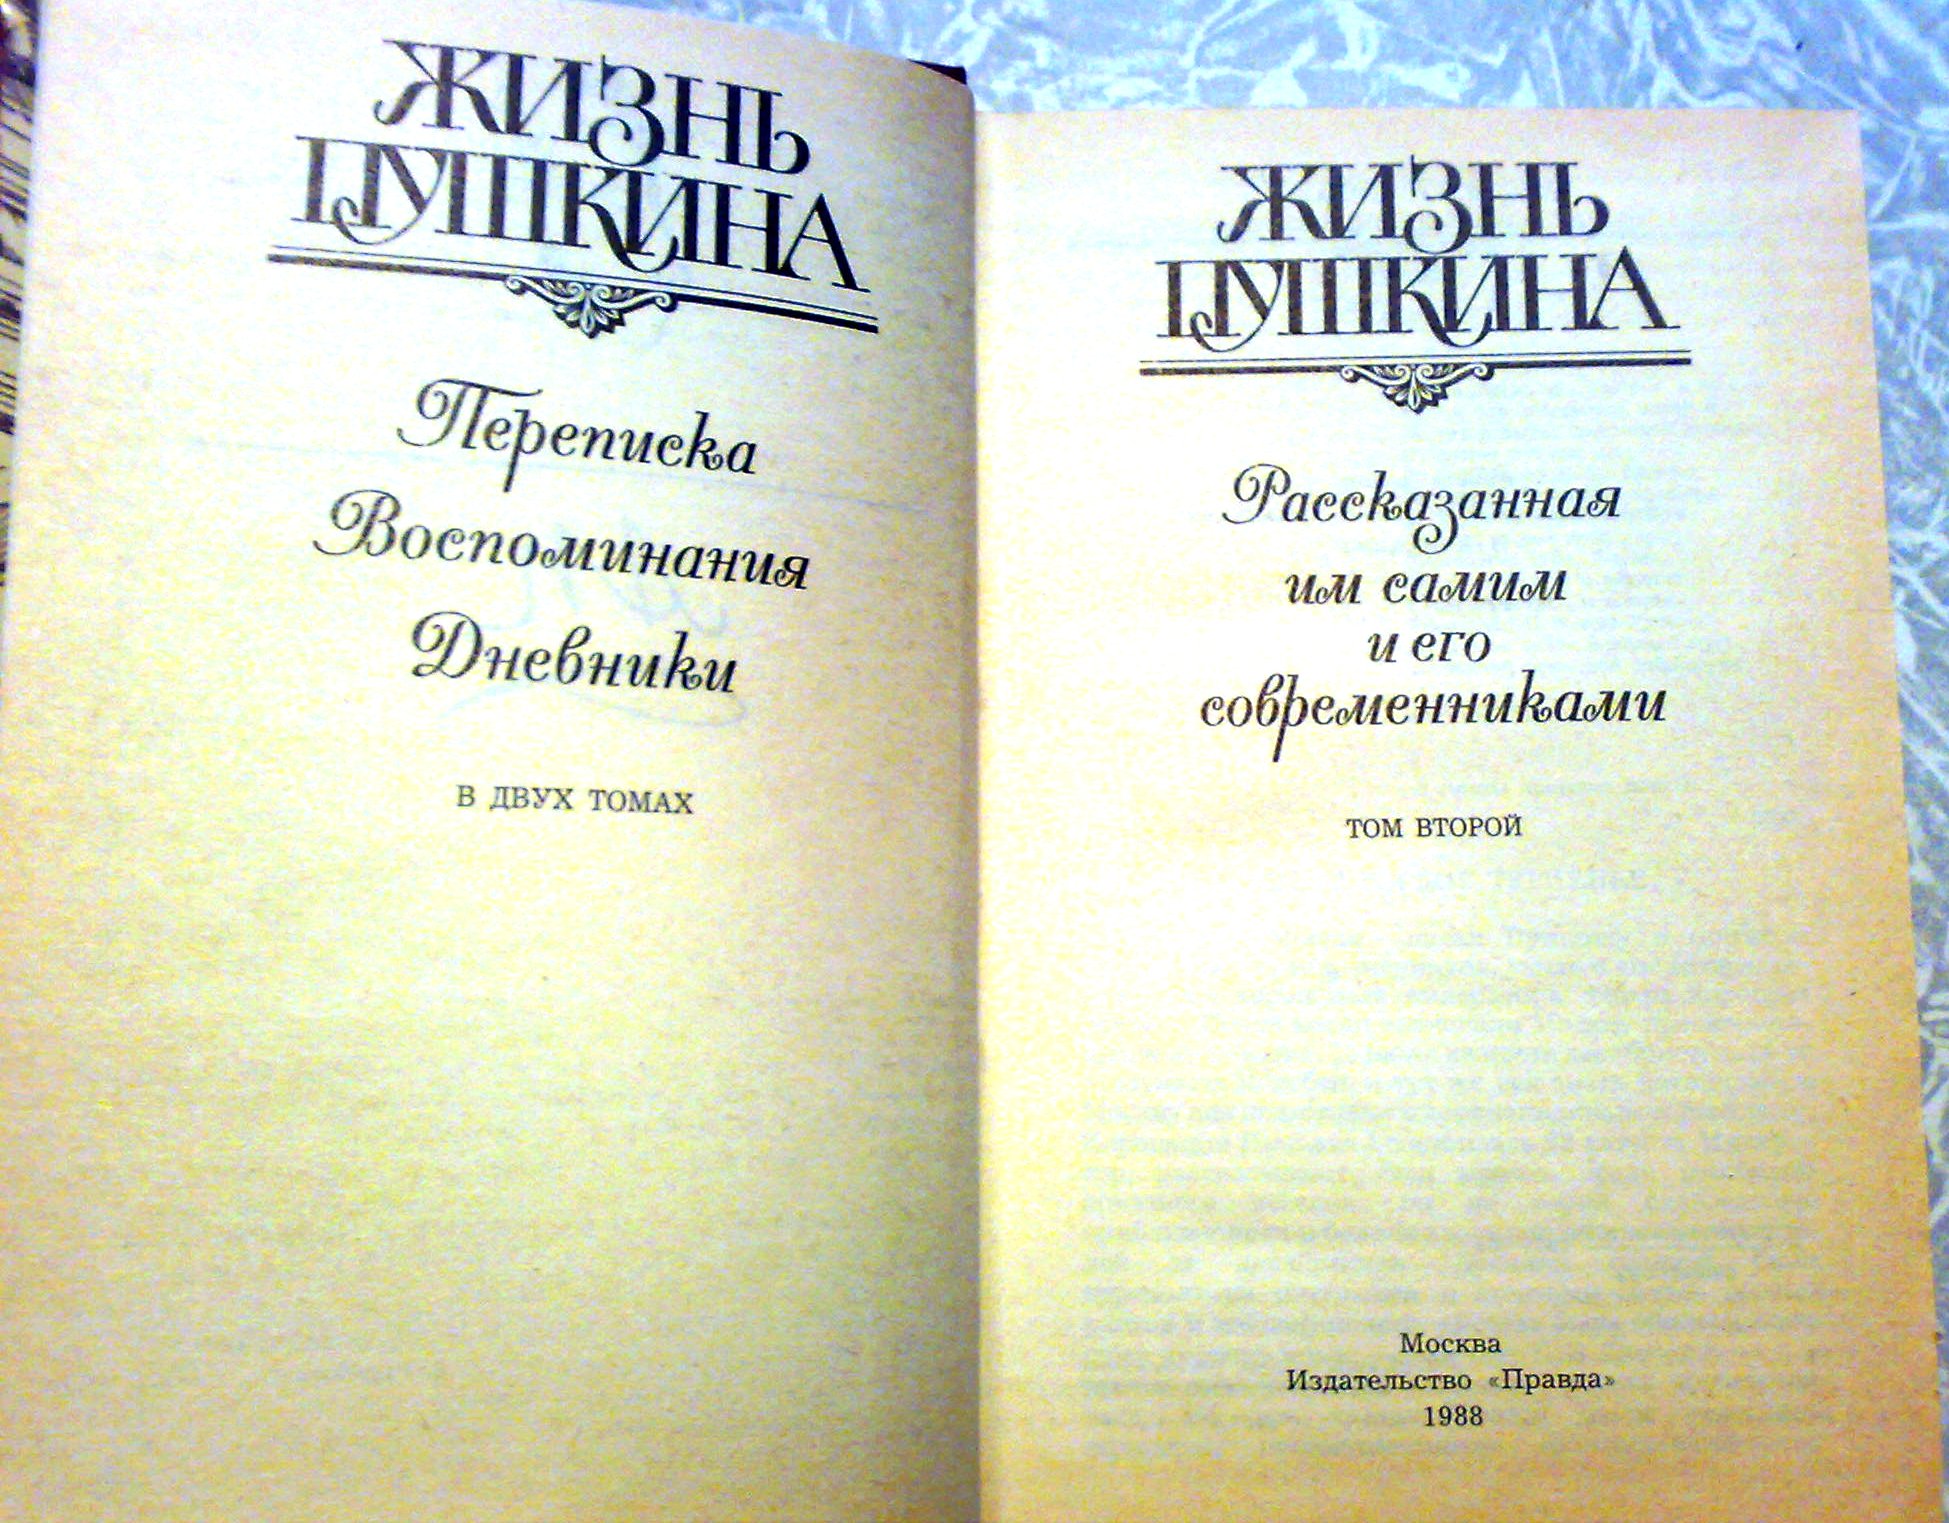 ЖИЗНЬ
ПУШКИНА
Переписка
Воспоминания
Дневники
В ДВУХ ТОМАХ
ЖИЗНЬ
ПУШКИНА
Рассказанная
им самим
и его
современниками
ТОМ ВТОРОЙ
Москва
Издательство «Правда»
1988